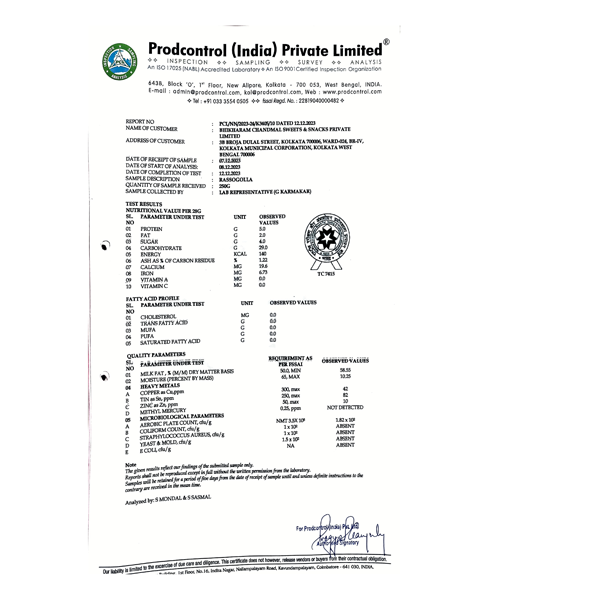 Prodcontrol (India) Private Limited®
INSPECTION SAMPLING SURVEY ANALYSIS
An ISO 17025 (NABL) Accredited Laboratory An ISO 9001 Certified Inspection Organization
643B, Block "O", 1st Floor, New Alipore, Kolkata - 700 053, West Bengal, INDIA.
E-mail : admin@prodcontrol.com, kol@prodcontrol.com, Web : www.prodcontrol.com
Tel : +91 033 3554 0505 fssai Regd. No.: 22819040000482
REPORT NO : PCI/NN/2023-24/K3405/10 DATED 12.12.2023
NAME OF CUSTOMER : BHIKHARAM CHANDMAL SWEETS & SNACKS PRIVATE
LIMITED
ADDRESS OF CUSTOMER : 3B BROJA DULAL STREET, KOLKATA 700006, WARD-024, BR-IV,
KOLKATA MUNICIPAL CORPORATION, KOLKATA WEST
BENGAL 700006
DATE OF RECEIPT OF SAMPLE : 07.12.2023
DATE OF START OF ANALYSIS: : 08.12.2023
DATE OF COMPLETION OF TEST : 12.12.2023
SAMPLE DESCRIPTION : RASSOGOLLA
QUANTITY OF SAMPLE RECEIVED : 250G
SAMPLE COLLECTED BY : LAB REPRESENTATIVE (G KARMAKAR)
TEST RESULTS
NUTRITIONAL VALUE PER 25G
SL. PARAMETER UNDER TEST UNIT OBSERVED
NO VALUES
01 PROTEIN G 5.0
02 FAT G 2.0
03 SUGAR G 4.0
04 CARBOHYDRATE G 29.0
05 ENERGY KCAL 140
06 ASH AS % OF CARBON RESIDUE % 1.22
07 CALCIUM MG 19.6
08 IRON MG 6.75
09 VITAMIN A MG 0.0
10 VITAMIN C MG 0.0
TC 7415
FATTY ACID PROFILE
SL. PARAMETER UNDER TEST UNIT OBSERVED VALUES
NO
01 CHOLESTEROL MG 0.0
02 TRANS FATTY ACID G 0.0
03 MUFA G 0.0
04 PUFA G 0.0
05 SATURATED FATTY ACID G 0.0
QUALITY PARAMETERS
SL. PARAMETER UNDER TEST REQUIREMENT AS OBSERVED VALUES
NO PER FSSAI
01 MILK FAT, % (M/M) DRY MATTER BASIS 50.0, MIN 58.55
02 MOISTURE (PERCENT BY MASS) 65, MAX 10.25
04 HEAVY METALS
A COPPER as Cu,ppm 300, max 42
B TIN as Sn, ppm 250, max 82
C ZINC as Zn, ppm 50, max 10
D METHYL MERCURY 0.25, ppm NOT DETECTED
05 MICROBIOLOGICAL PARAMETERS
A AEROBIC PLATE COUNT, cfu/g NMT
B COLIFORM COUNT, cfu/g ABSENT
C STRAPHYLOCOCCUS AUREUS, cfu/g ABSENT
D YEAST & MOLD, cfu/g ABSENT
E E COLI, cfu/g NA ABSENT
Note
The given results reflect our findings of the submitted sample only.
Reports shall not be reproduced except in full without the written permission from the laboratory.
Samples will be retained for a period of five days from the date of receipt of sample until and unless definite instructions to the
contrary are received in the mean time.
Analyzed by: S MONDAL & S SASMAL
For Prodcontrol (India) Pvt. Ltd.
Authorised Signatory
Our liability is limited to the exercise of due care and diligence. This certificate does not however, release vendors or buyers from their contractual obligation.
1st Floor, No.16, Indira Nagar, Nallampalayam Road, Kavundampalayam, Coimbatore - 641 030, INDIA.